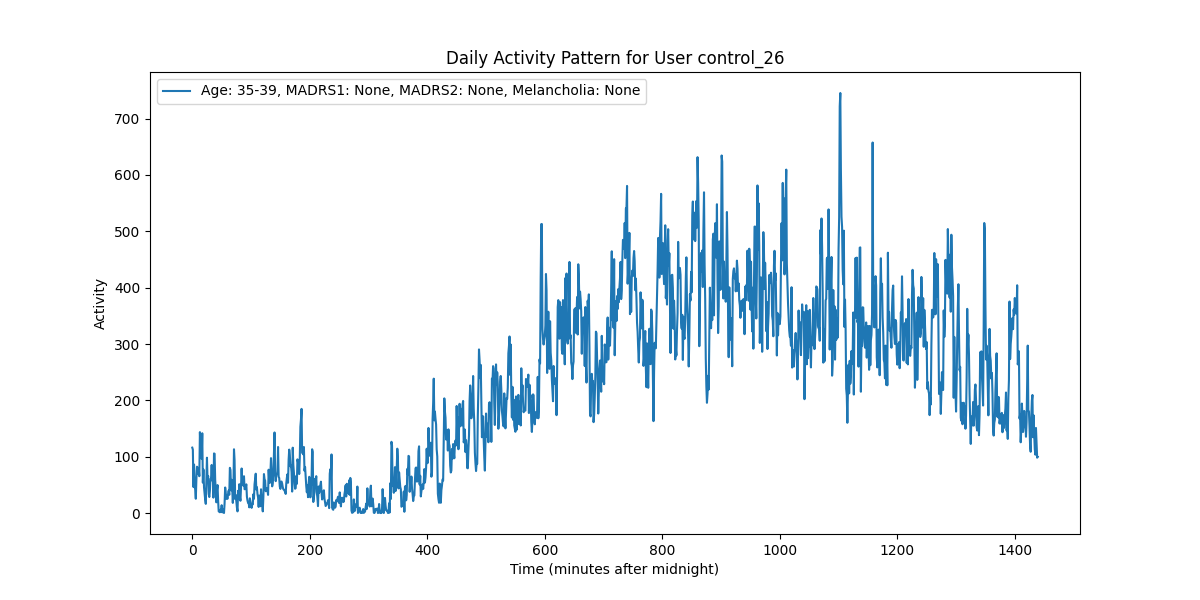 Daily Activity Pattern for User control_26
Age: 35-39, MADRS1: None, MADRS2: None, Melancholia: None
Activity
700
600
500
400
300
200
100
0
0 200 400 600 800 1000 1200 1400
Time (minutes after midnight)